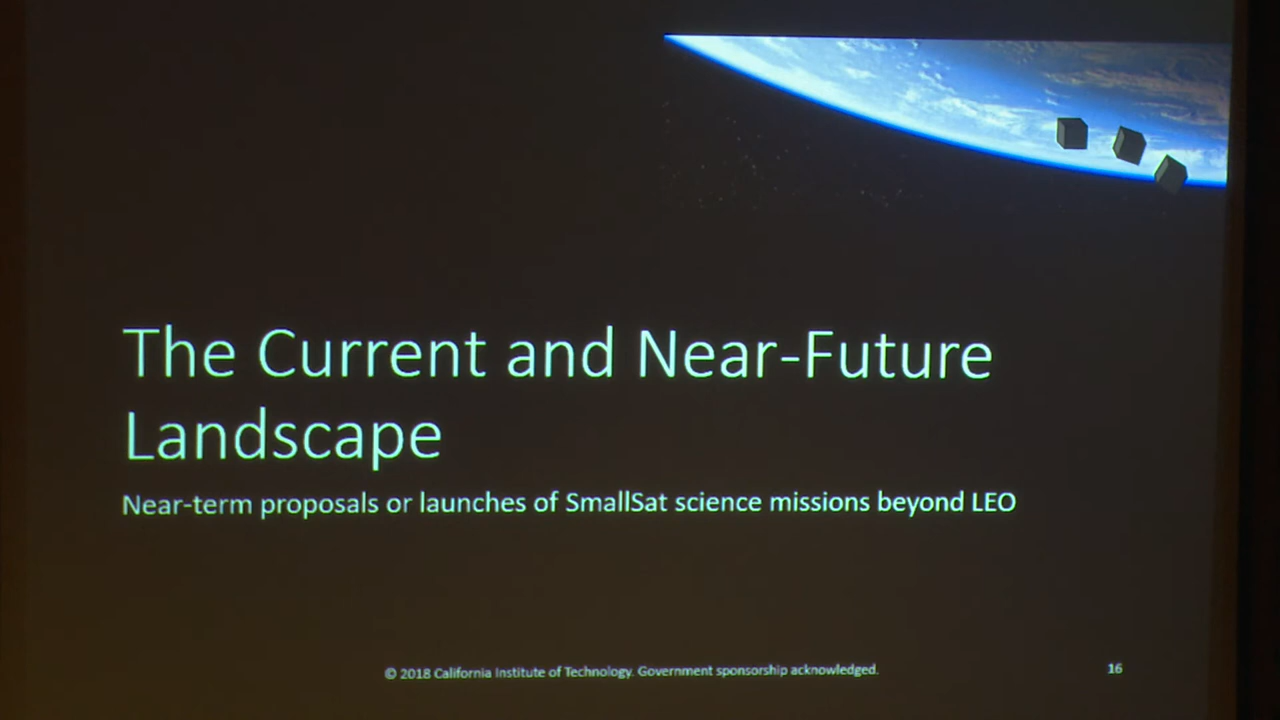 The Current and Near-Future
Landscape
Near-term proposals or launches of SmallSat science missions beyond LEO
© 2018 California Institute of Technology. Government sponsorship acknowledged.
16